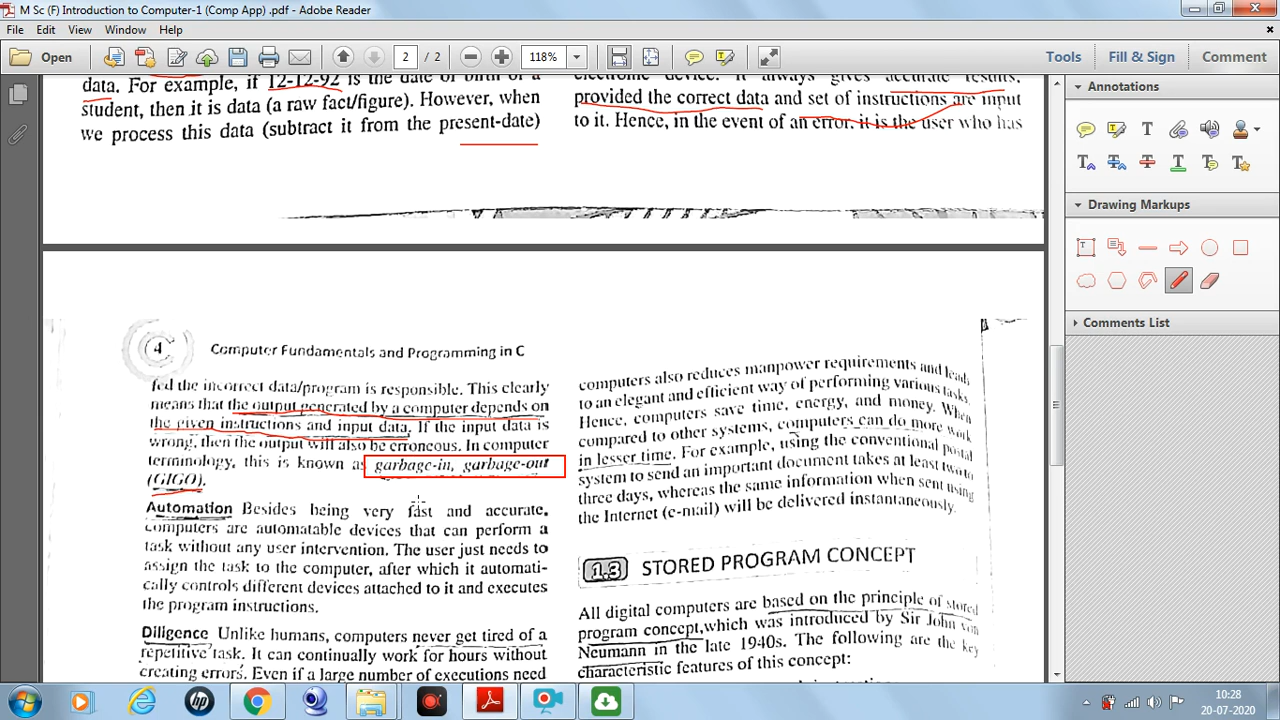 M Sc (F) Introduction to Computer-1 (Comp App) .pdf - Adobe Reader
File Edit View Window Help
Open
2 / 2
118%
Tools Fill & Sign Comment
data. For example, if 12-12-92 is the date of birth of a
student, then it is data (a raw fact/figure). However, when
we process this data (subtract it from the present-date)
electronic device. It always gives accurate results,
provided the correct data and set of instructions are input
to it. Hence, in the event of an error, it is the user who has
4 Computer Fundamentals and Programming in C
fed the incorrect data/program is responsible. This clearly
means that the output generated by a computer depends on
the given instructions and input data. If the input data is
wrong, then the output will also be erroneous. In computer
terminology, this is known as garbage-in, garbage-out
(GIGO).
Automation Besides being very fast and accurate,
computers are automatable devices that can perform a
task without any user intervention. The user just needs to
assign the task to the computer, after which it automati-
cally controls different devices attached to it and executes
the program instructions.
Diligence Unlike humans, computers never get tired of a
repetitive task. It can continually work for hours without
creating errors. Even if a large number of executions need
computers also reduces manpower requirements and leads
to an elegant and efficient way of performing various tasks.
Hence, computers save time, energy, and money. When
compared to other systems, computers can do more work
in lesser time. For example, using the conventional postal
system to send an important document takes at least two to
three days, whereas the same information when sent using
the Internet (e-mail) will be delivered instantaneously.
1.3 STORED PROGRAM CONCEPT
All digital computers are based on the principle of stored
program concept, which was introduced by Sir John von
Neumann in the late 1940s. The following are the key
characteristic features of this concept:
Annotations
Drawing Markups
Comments List
10:28
20-07-2020